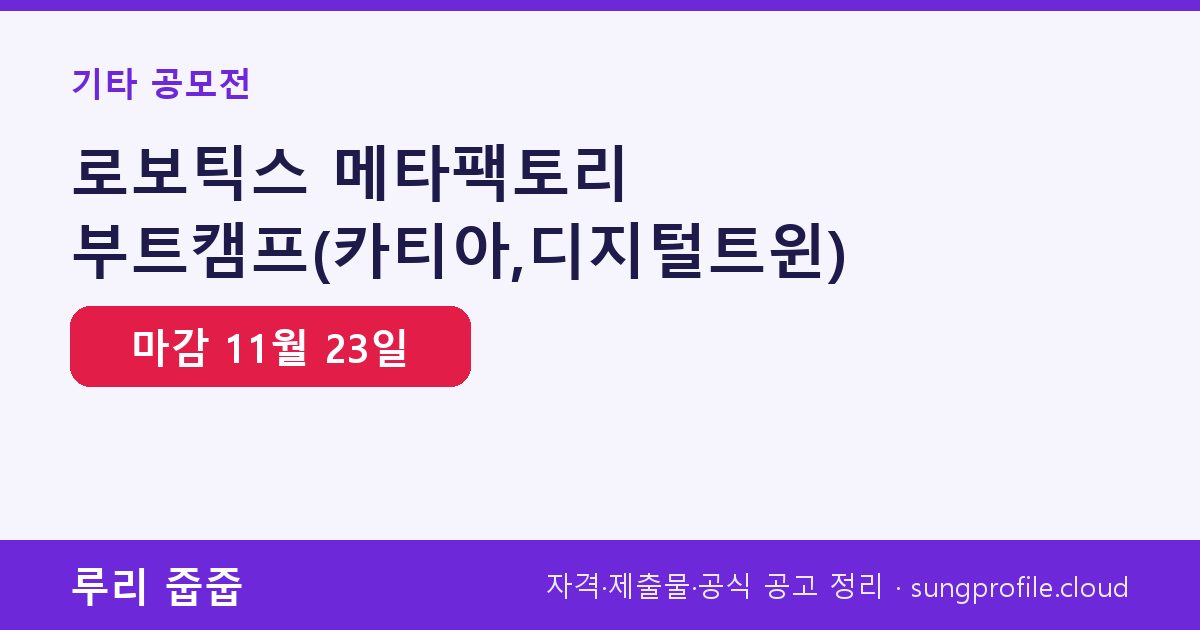 기타 공모전
로보틱스 메타팩토리
부트캠프(카티아,디지털트윈)
마감 11월 23일
루리 줍줍
자격·제출물·공식 공고 정리 · sungprofile.cloud